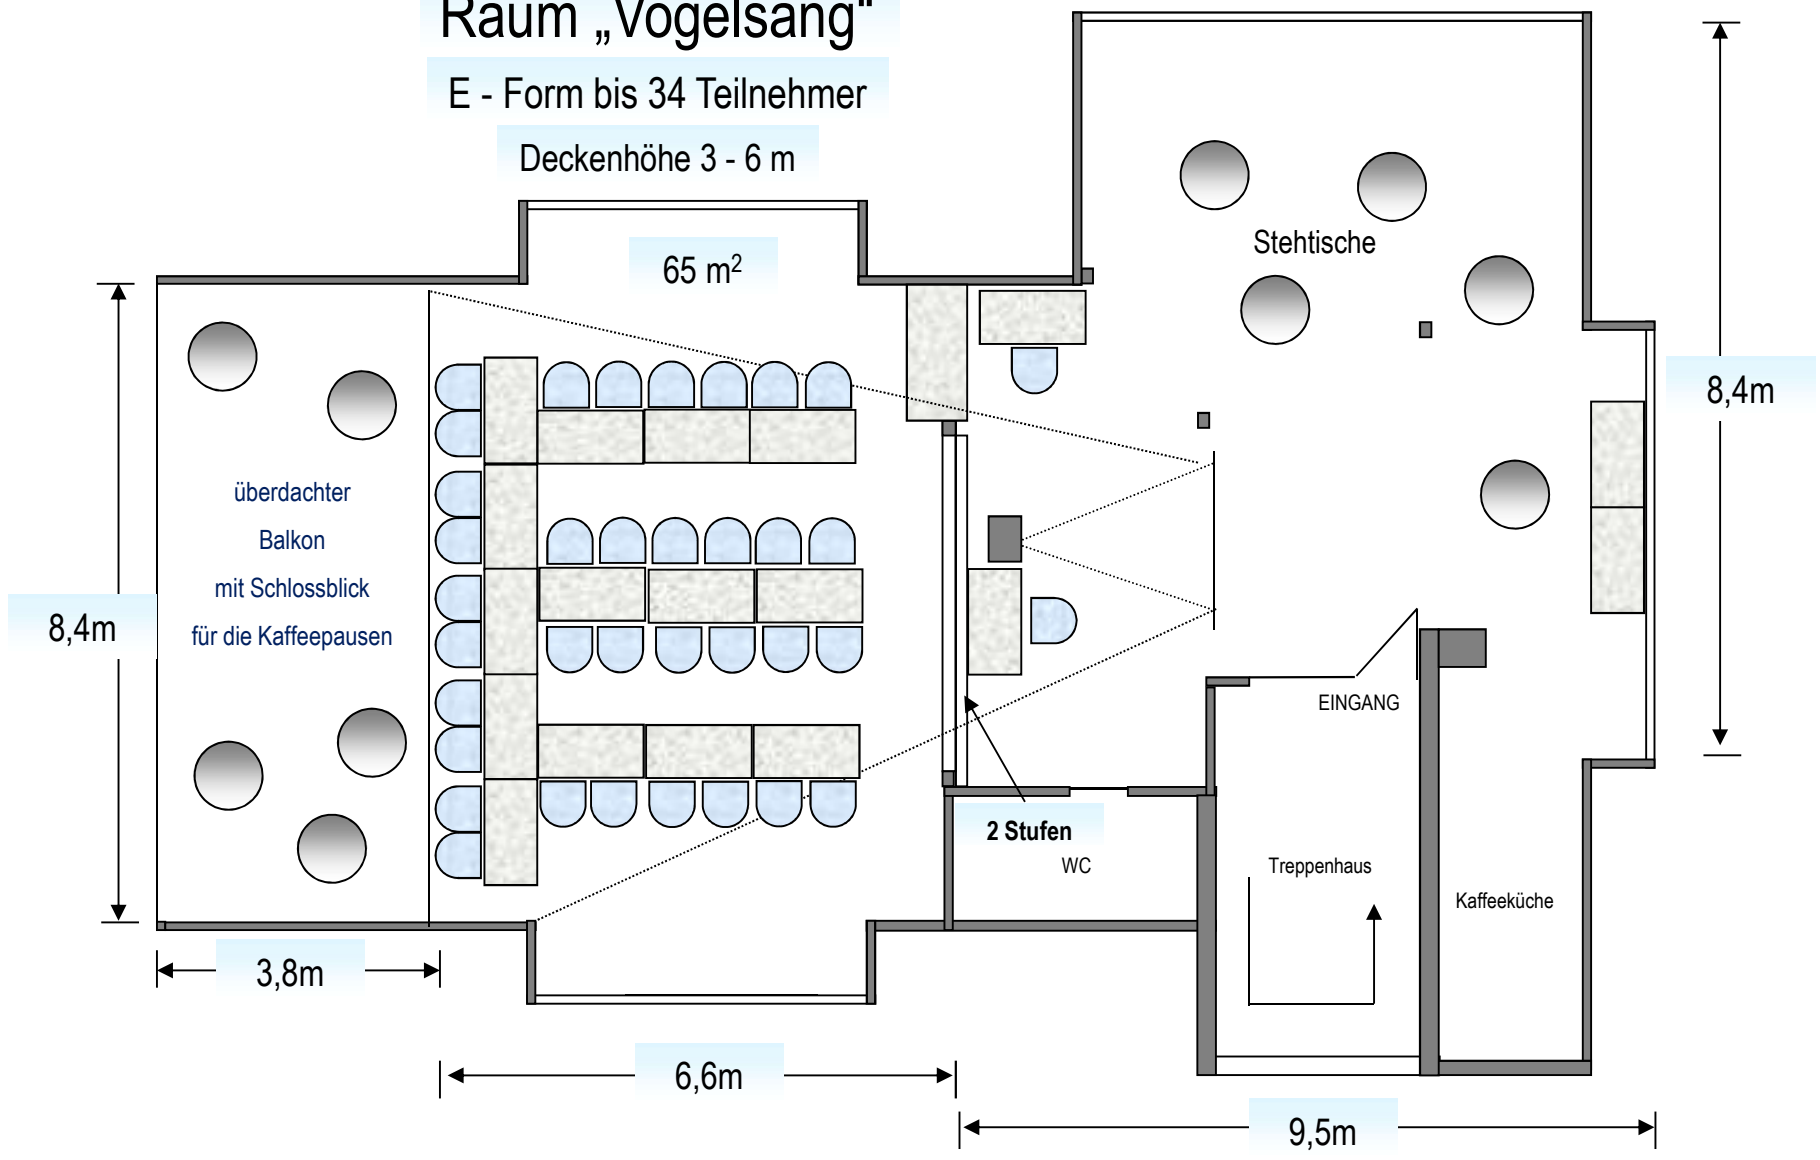 Raum „Vogelsang“
E - Form bis 34 Teilnehmer
Deckenhöhe 3 - 6 m
65 m²
Stehtische
8,4m
überdachter
Balkon
mit Schlossblick
für die Kaffeepausen
8,4m
EINGANG
2 Stufen
WC
Treppenhaus
Kaffeeküche
3,8m
6,6m
9,5m